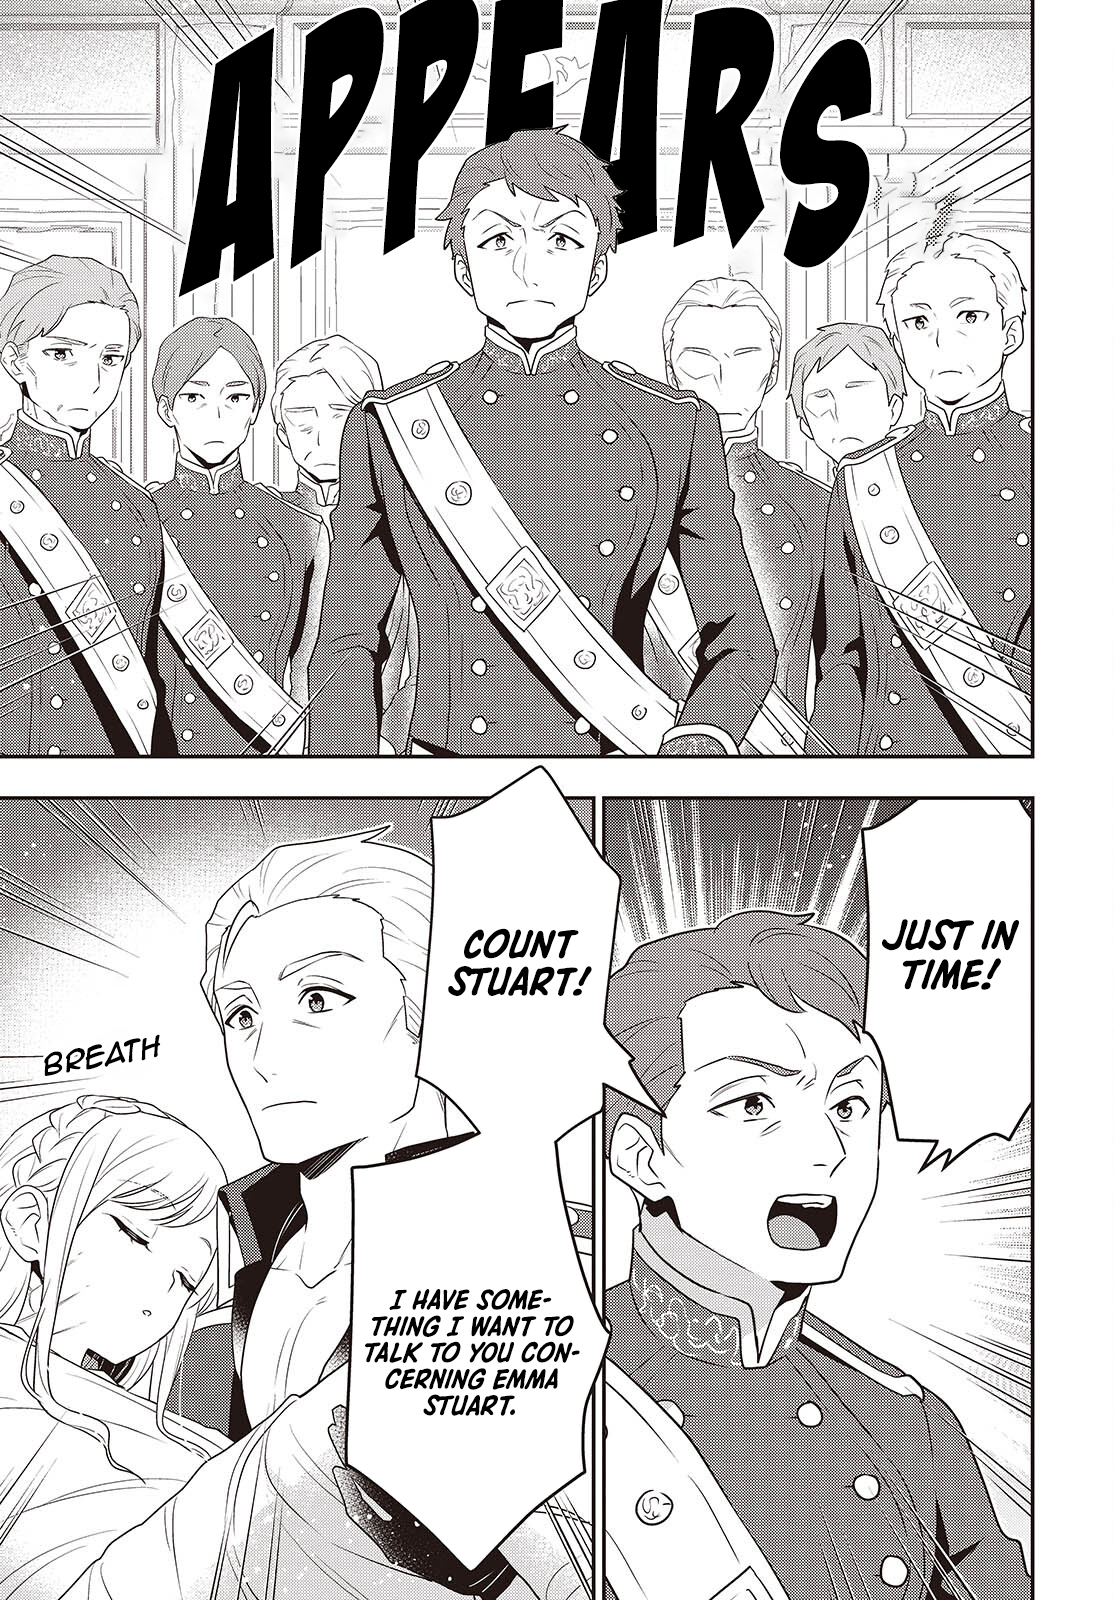 APPEARS
JUST IN
TIME!
COUNT
STUART!
I HAVE SOME-
THING I WANT TO
TALK TO YOU CON-
CERNING EMMA
STUART.
BREATH